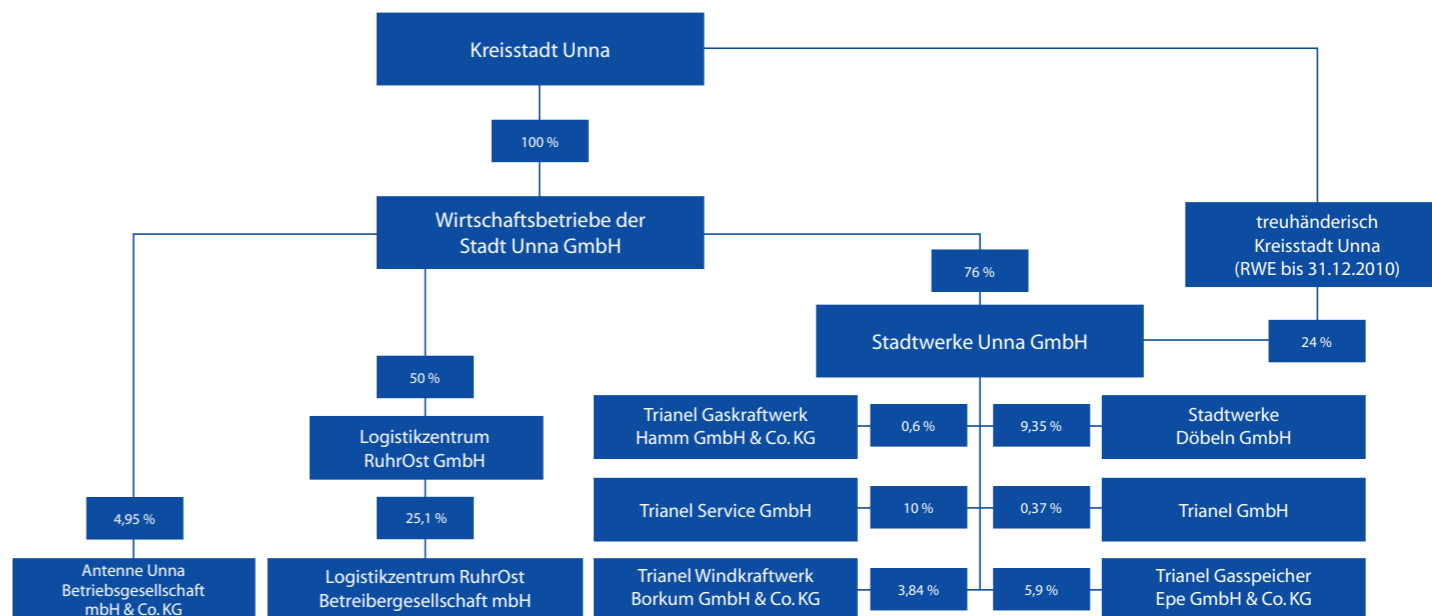 Kreisstadt Unna
100 %
Wirtschaftsbetriebe der
Stadt Unna GmbH
treuhänderisch
Kreisstadt Unna
(RWE bis 31.12.2010)
76 %
Stadtwerke Unna GmbH
24 %
50 %
Logistikzentrum
RuhrOst GmbH
Trianel Gaskraftwerk
Hamm GmbH & Co. KG
0,6 %
9,35 %
Stadtwerke
Döbeln GmbH
4,95 %
25,1 %
Trianel Service GmbH
10 %
0,37 %
Trianel GmbH
Antenne Unna
Betriebsgesellschaft
mbH & Co. KG
Logistikzentrum RuhrOst
Betreibergesellschaft mbH
Trianel Windkraftwerk
Borkum GmbH & Co. KG
3,84 %
5,9 %
Trianel Gasspeicher
Epe GmbH & Co. KG